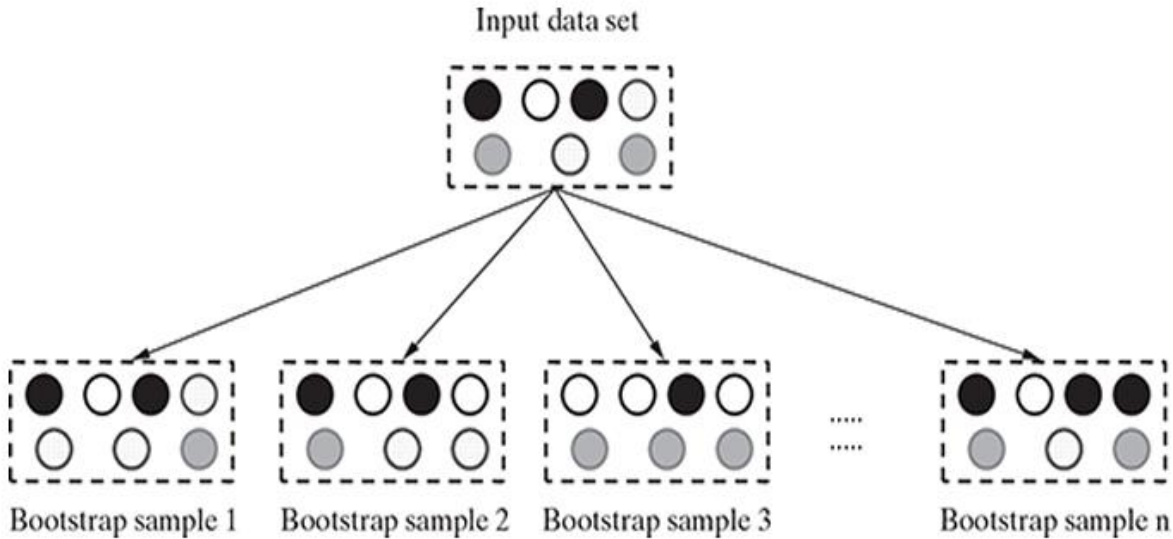 Input data set
.....
.....
Bootstrap sample 1
Bootstrap sample 2
Bootstrap sample 3
Bootstrap sample n